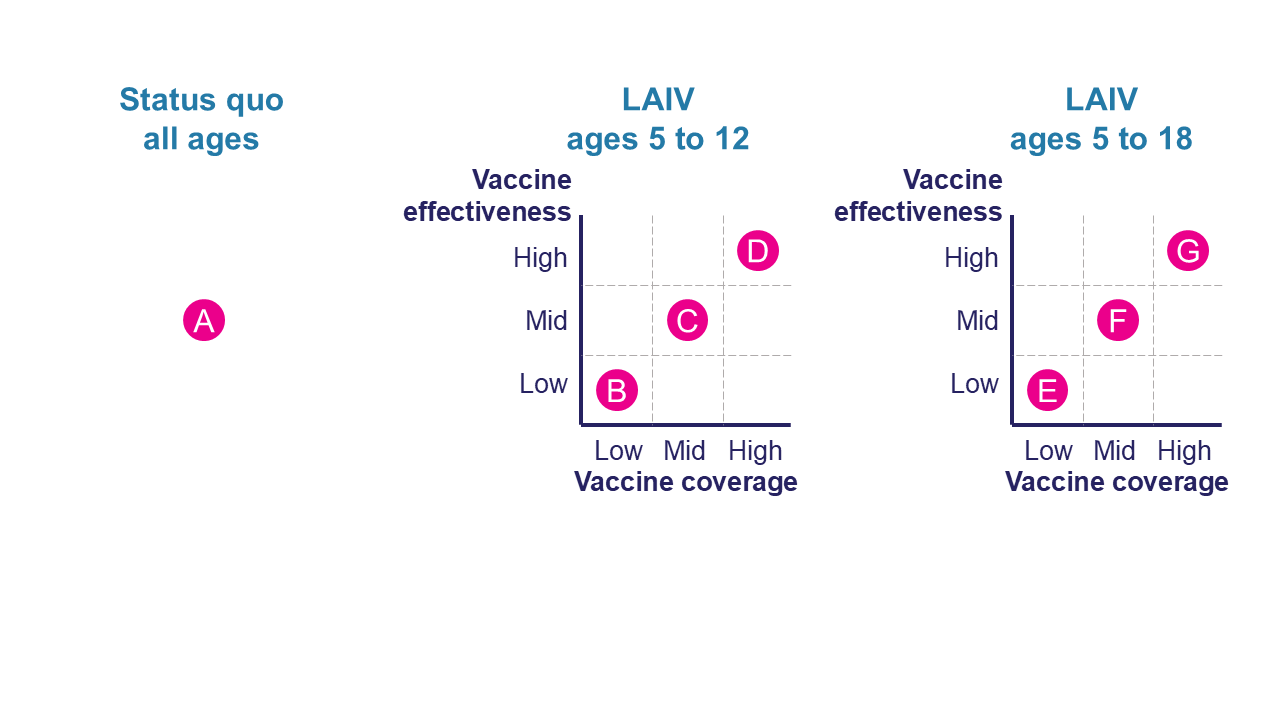 Status quo
all ages
A
LAIV
ages 5 to 12
Vaccine
effectiveness
High
Mid
Low
D
C
B
Low Mid High
Vaccine coverage
LAIV
ages 5 to 18
Vaccine
effectiveness
High
Mid
Low
G
F
E
Low Mid High
Vaccine coverage